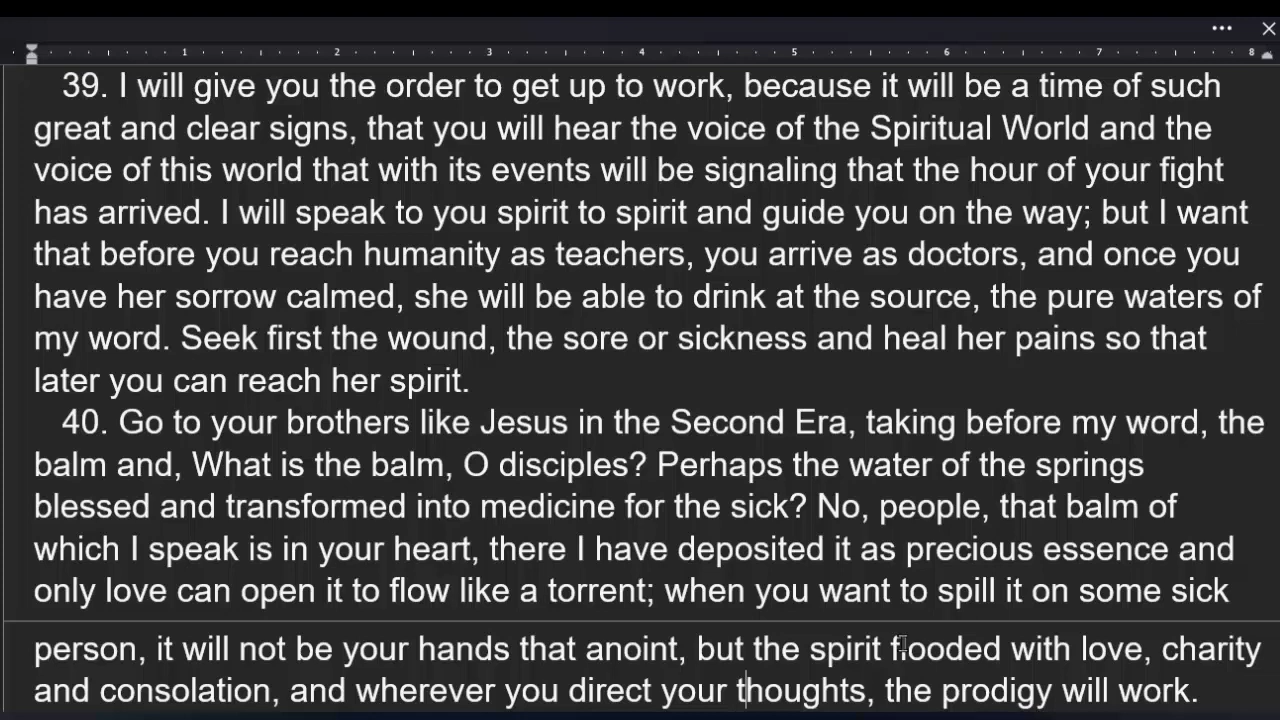 1 2 3 4 5 6 7 8
39. I will give you the order to get up to work, because it will be a time of such
great and clear signs, that you will hear the voice of the Spiritual World and the
voice of this world that with its events will be signaling that the hour of your fight
has arrived. I will speak to you spirit to spirit and guide you on the way; but I want
that before you reach humanity as teachers, you arrive as doctors, and once you
have her sorrow calmed, she will be able to drink at the source, the pure waters of
my word. Seek first the wound, the sore or sickness and heal her pains so that
later you can reach her spirit.
40. Go to your brothers like Jesus in the Second Era, taking before my word, the
balm and, What is the balm, O disciples? Perhaps the water of the springs
blessed and transformed into medicine for the sick? No, people, that balm of
which I speak is in your heart, there I have deposited it as precious essence and
only love can open it to flow like a torrent; when you want to spill it on some sick
person, it will not be your hands that anoint, but the spirit flooded with love, charity
and consolation, and wherever you direct your thoughts, the prodigy will work.